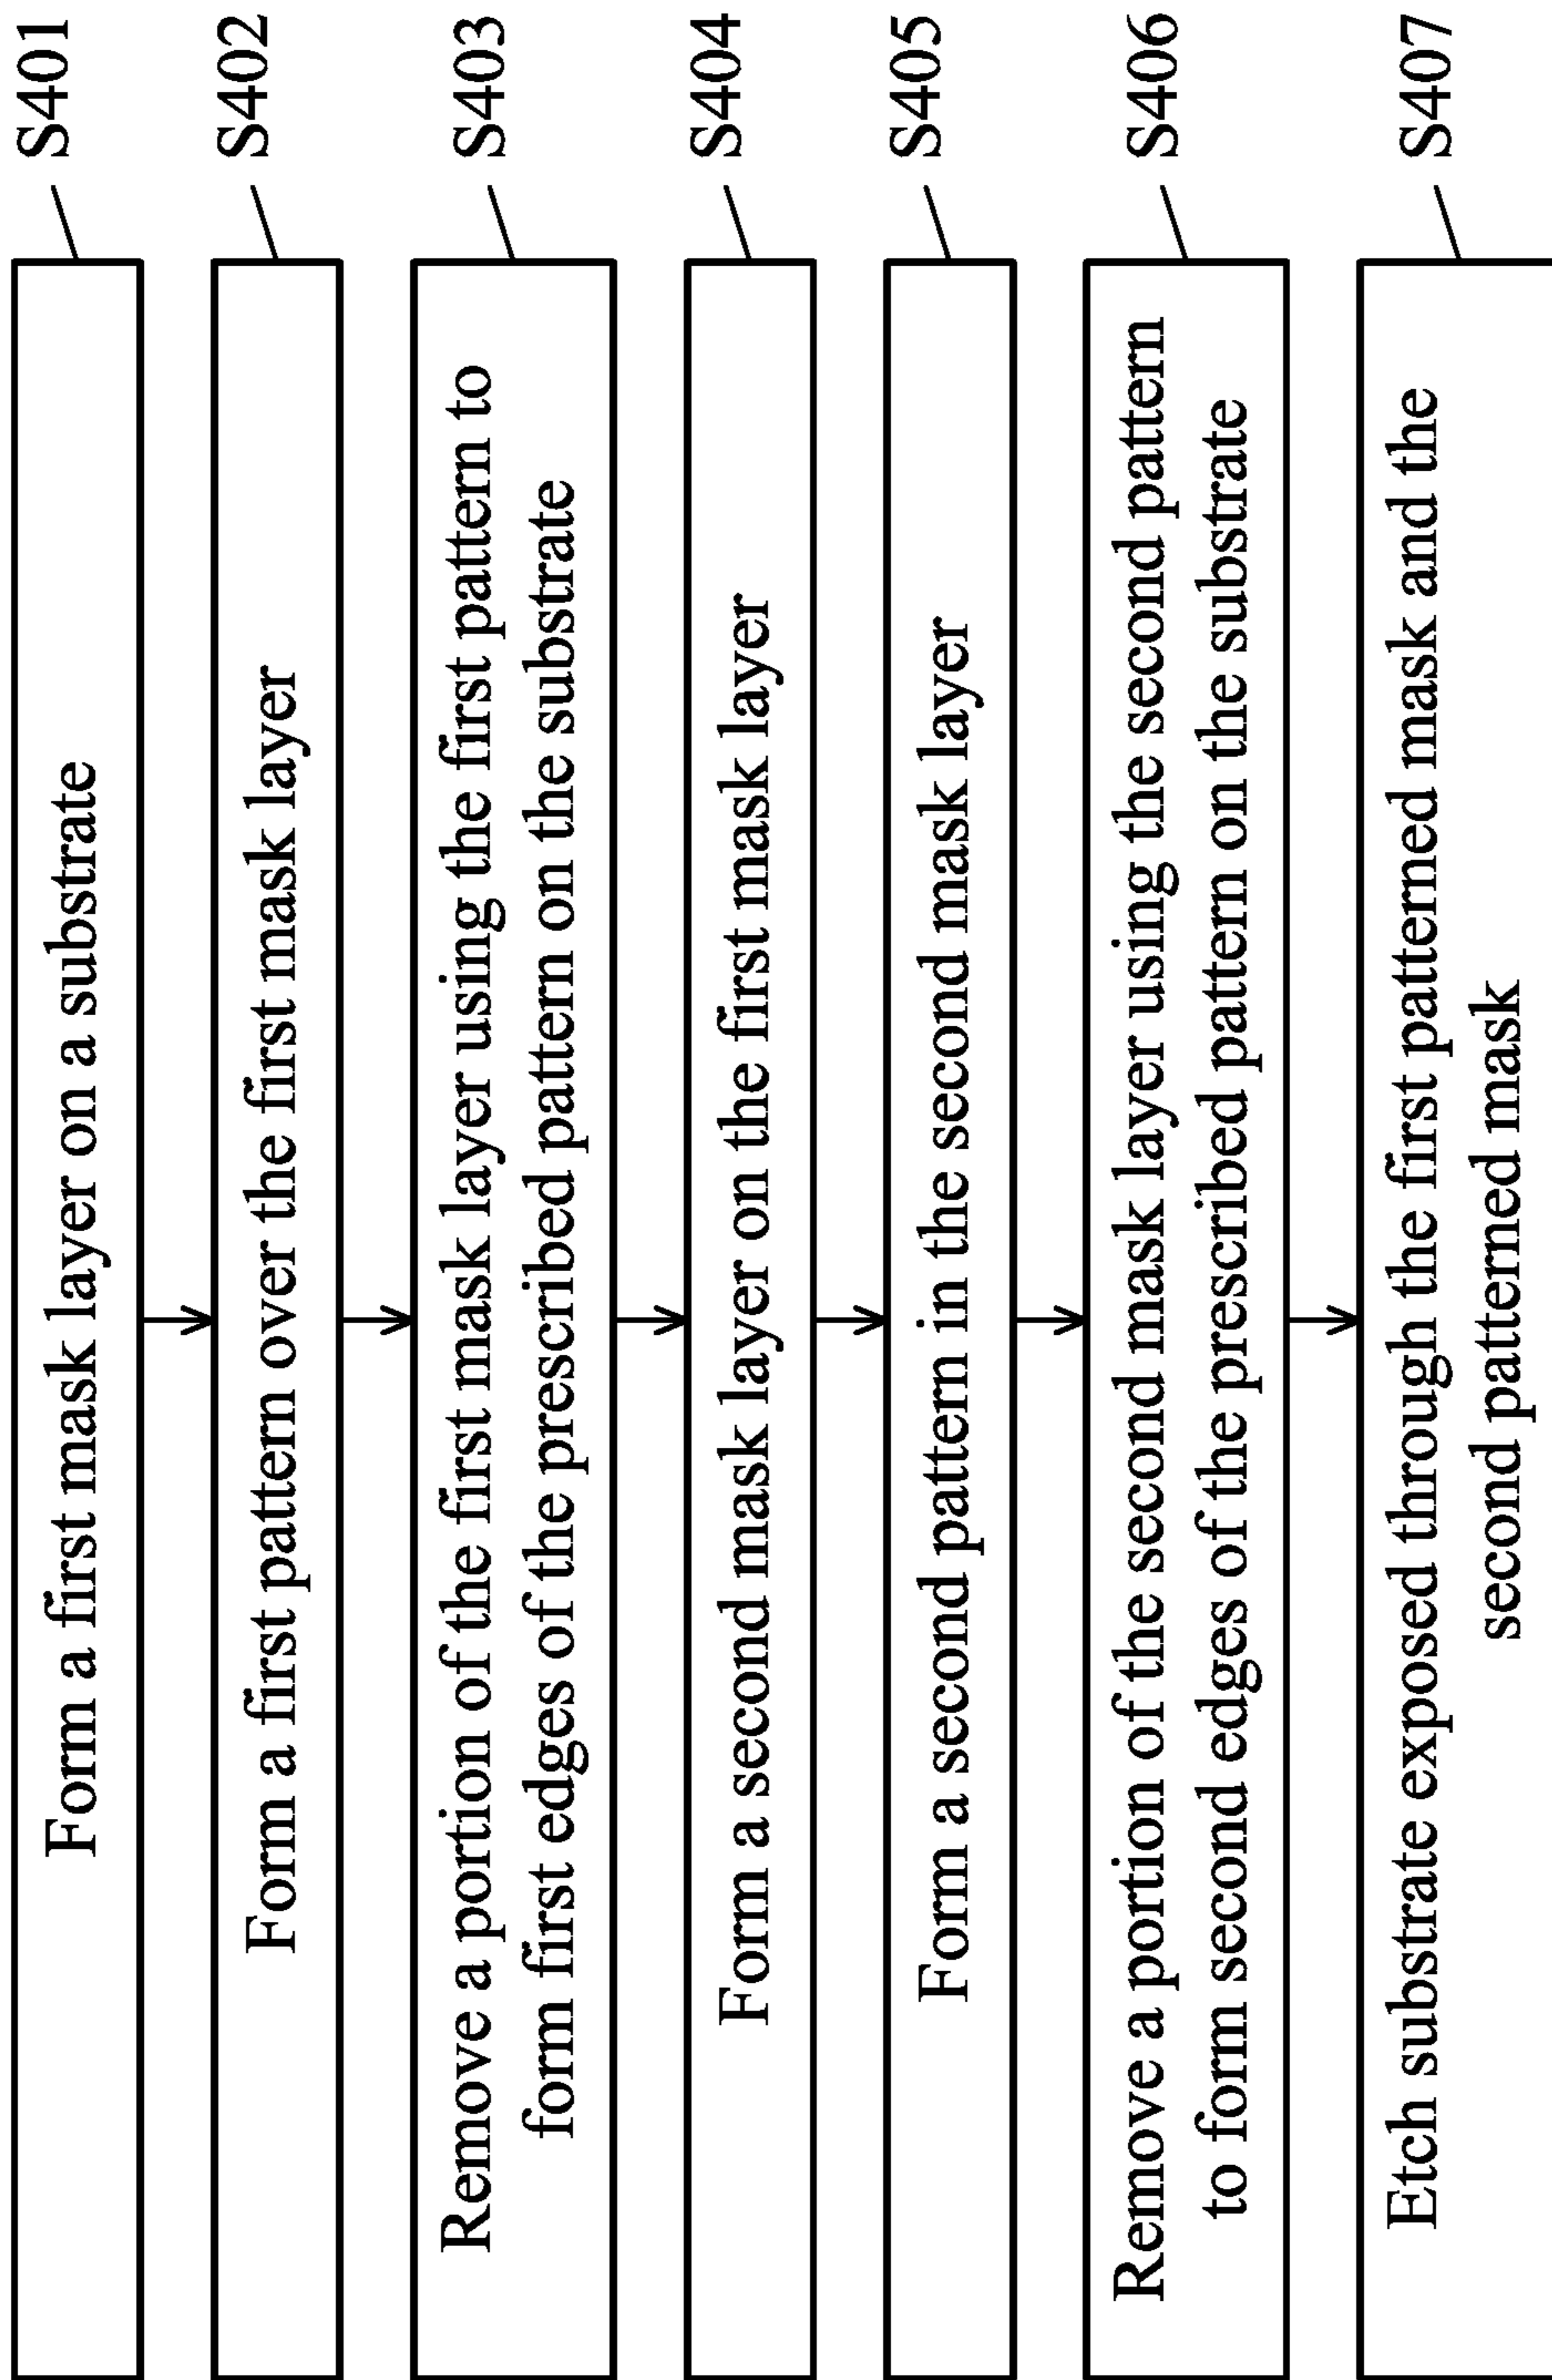 Form a first mask layer on a substrate
S401
Form a first pattern over the first mask layer
S402
Remove a portion of the first mask layer using the first pattern to
form first edges of the prescribed pattern on the substrate
S403
Form a second mask layer on the first mask layer
S404
Form a second pattern in the second mask layer
S405
Remove a portion of the second mask layer using the second pattern
to form second edges of the prescribed pattern on the substrate
S406
Etch substrate exposed through the first patterned mask and the
second patterned mask
S407